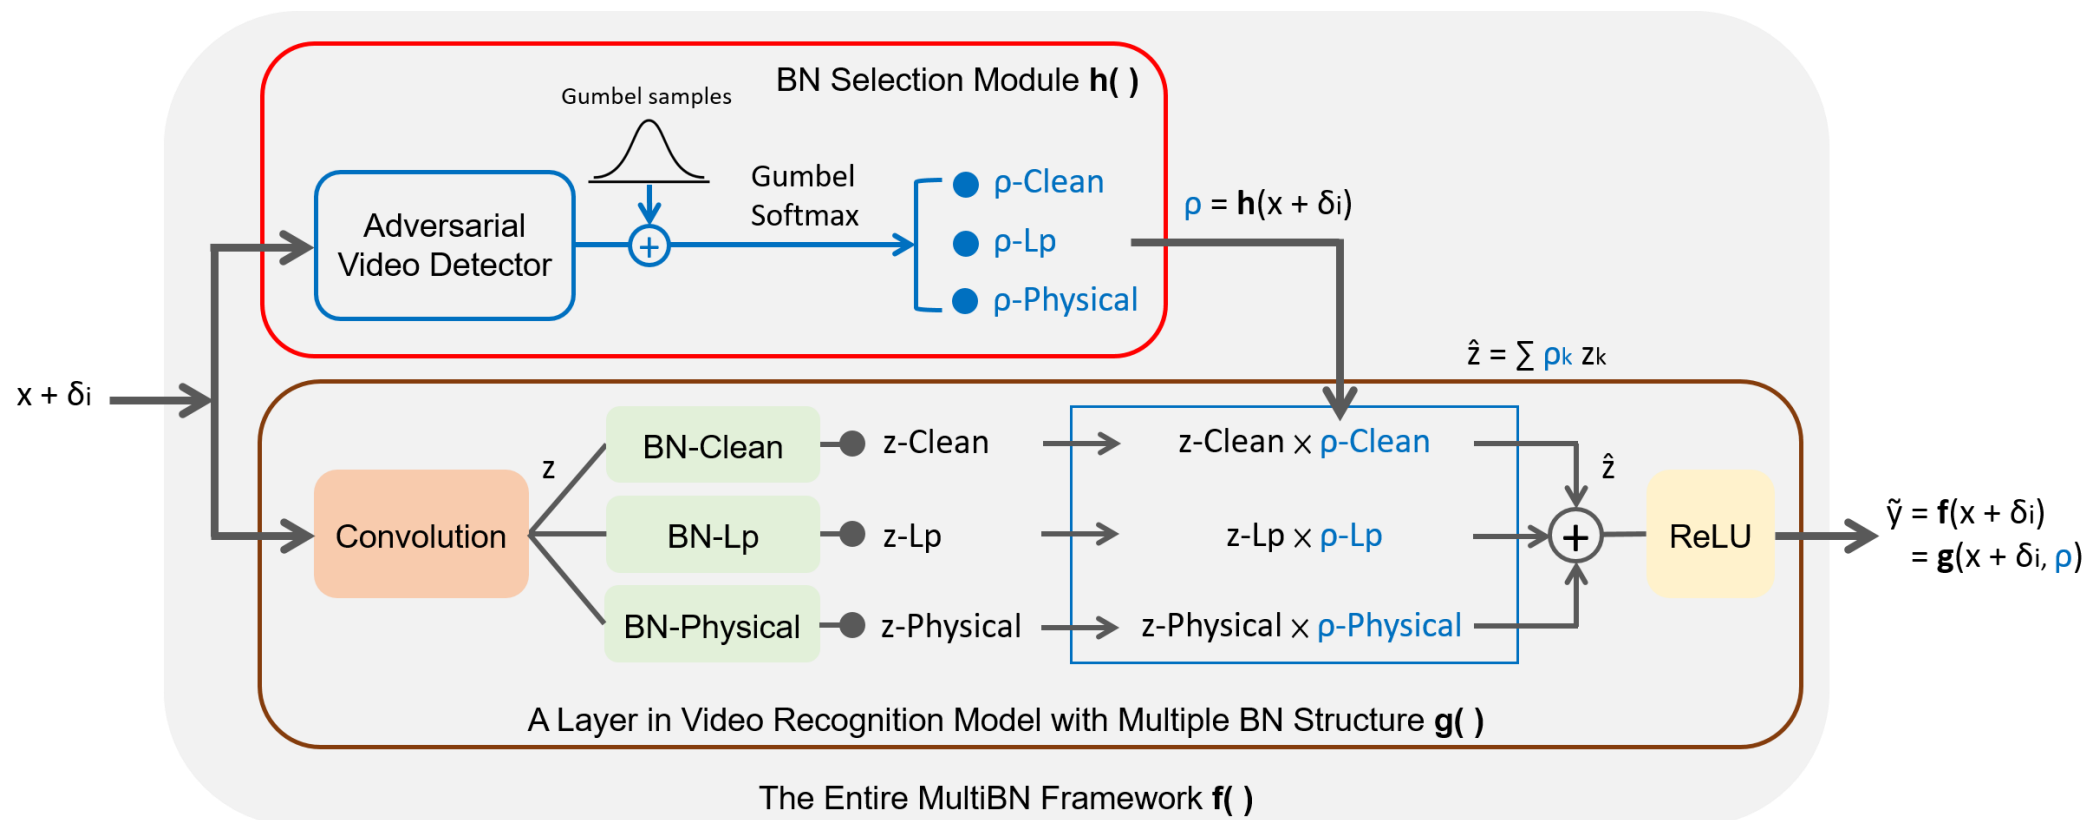 BN Selection Module h( )
Gumbel samples
Gumbel
Softmax
Adversarial
Video Detector
+
ρ-Clean
ρ-Lp
ρ-Physical
ρ = h(x + δi)
x + δi
ẑ = ∑ ρk zk
Convolution
z
BN-Clean
z-Clean
z-Clean × ρ-Clean
BN-Lp
z-Lp
z-Lp × ρ-Lp
BN-Physical
z-Physical
z-Physical × ρ-Physical
ẑ
+
ReLU
ỹ = f(x + δi)
= g(x + δi, ρ)
A Layer in Video Recognition Model with Multiple BN Structure g( )
The Entire MultiBN Framework f( )